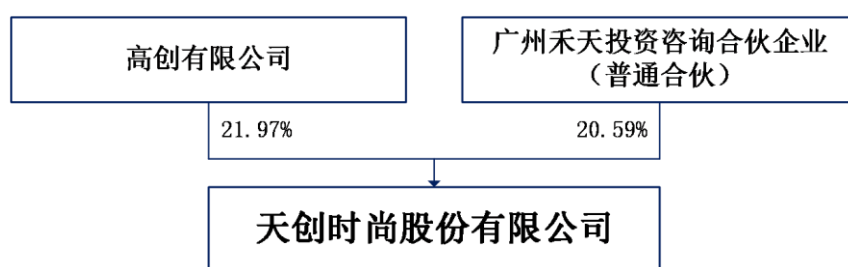 高创有限公司
广州禾天投资咨询合伙企业
（普通合伙）
21.97%
20.59%
天创时尚股份有限公司